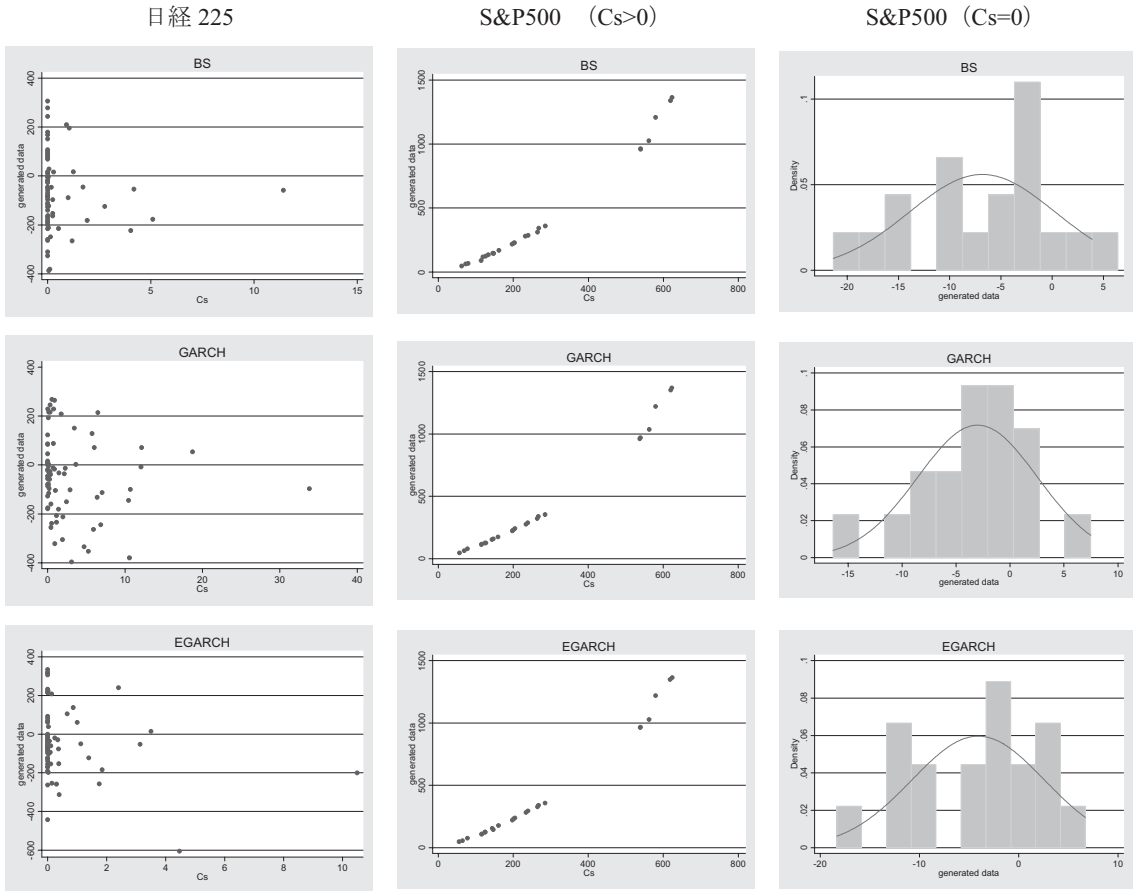 日経 225 S&P500 (Cs>0) S&P500 (Cs=0)
BS
generated data
400
200
0
-200
-400
0 5 10 15
Cs
BS
generated data
1500
1000
500
0
0 200 400 600 800
Cs
BS
Density
.1
.05
0
-20 -15 -10 -5 0 5
generated data
GARCH
generated data
400
200
0
-200
-400
0 10 20 30 40
Cs
GARCH
generated data
1500
1000
500
0
0 200 400 600 800
Cs
GARCH
Density
.1
.08
.06
.04
.02
0
-15 -10 -5 0 5 10
generated data
EGARCH
generated data
400
200
0
-200
-400
-600
0 2 4 6 8 10
Cs
EGARCH
generated data
1500
1000
500
0
0 200 400 600 800
Cs
EGARCH
Density
.1
.08
.06
.04
.02
0
-20 -10 0 10
generated data